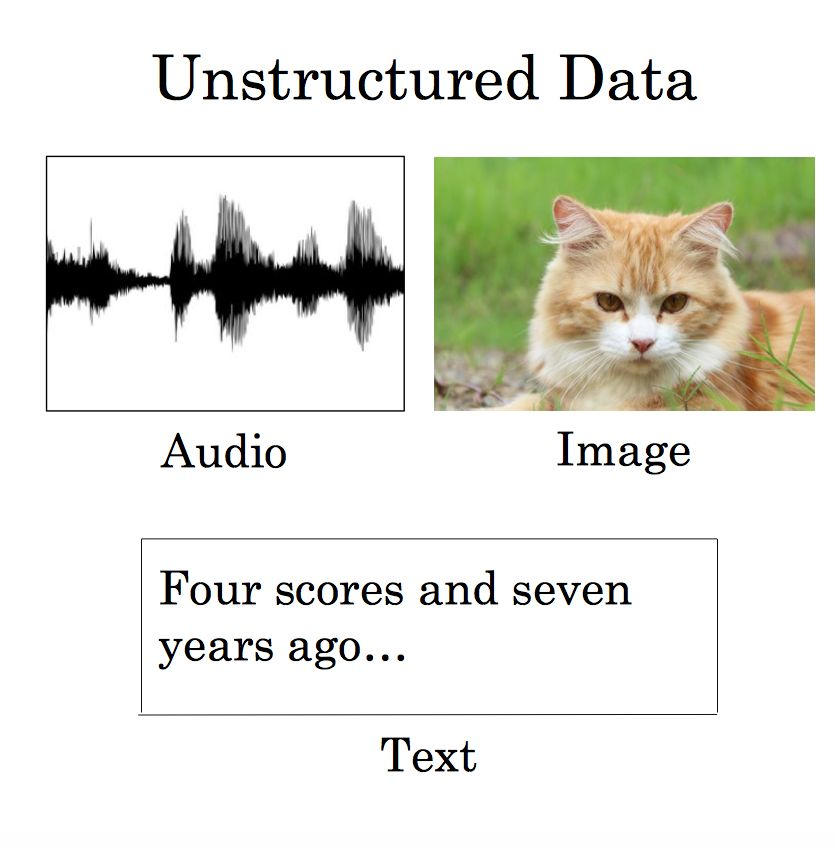 Unstructured Data
Audio
Image
Four scores and seven
years ago...
Text